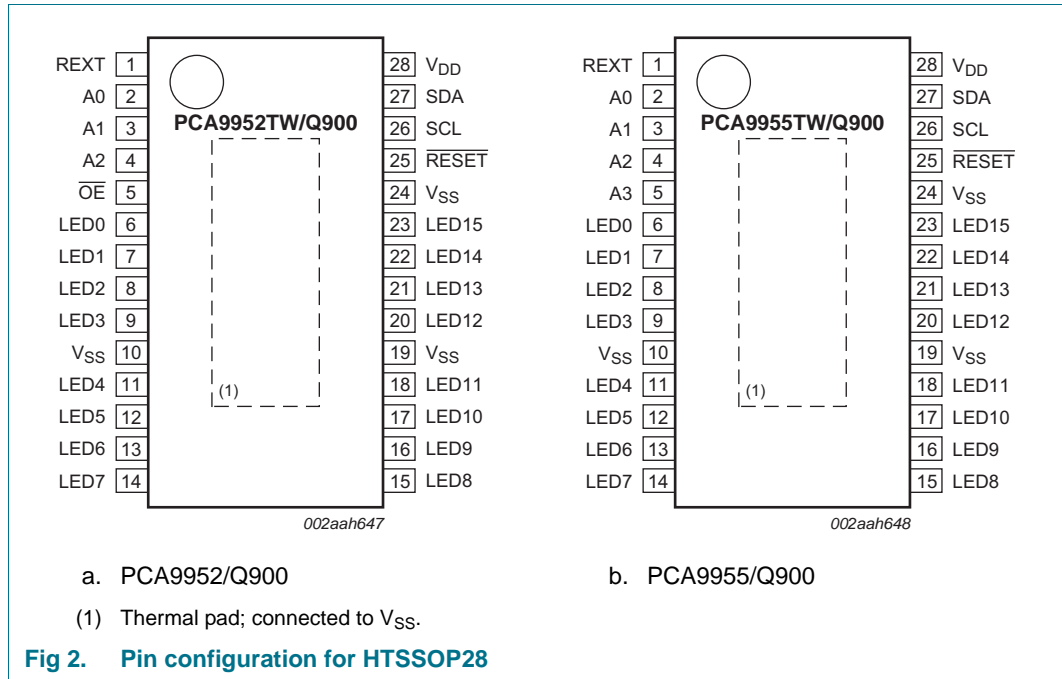 REXT 1
A0 2
A1 3
A2 4
OE 5
LED0 6
LED1 7
LED2 8
LED3 9
VSS 10
LED4 11
LED5 12
LED6 13
LED7 14
PCA9952TW/Q900
(1)
28 VDD
27 SDA
26 SCL
25 RESET
24 VSS
23 LED15
22 LED14
21 LED13
20 LED12
19 VSS
18 LED11
17 LED10
16 LED9
15 LED8
002aah647
REXT 1
A0 2
A1 3
A2 4
A3 5
LED0 6
LED1 7
LED2 8
LED3 9
VSS 10
LED4 11
LED5 12
LED6 13
LED7 14
PCA9955TW/Q900
(1)
28 VDD
27 SDA
26 SCL
25 RESET
24 VSS
23 LED15
22 LED14
21 LED13
20 LED12
19 VSS
18 LED11
17 LED10
16 LED9
15 LED8
002aah648
a. PCA9952/Q900
b. PCA9955/Q900
(1) Thermal pad; connected to VSS.
Fig 2. Pin configuration for HTSSOP28